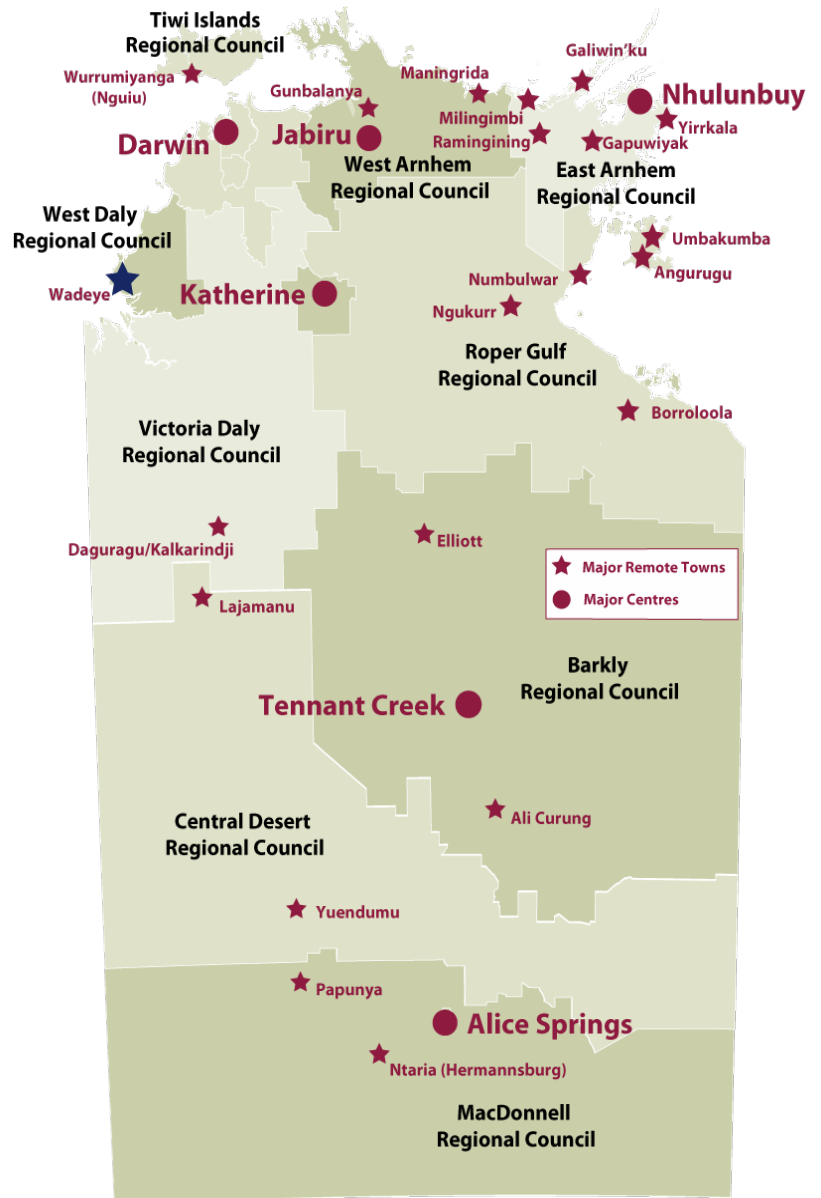 Tiwi Islands
Regional Council
Wurrumiyanga
(Nguiu)
Gunbalanya
Maningrida
Galiwin’ku
Nhulunbuy
Milingimbi
Yirrkala
Darwin
Jabiru
Ramingining
Gapuwiyak
West Arnhem
Regional Council
East Arnhem
Regional Council
West Daly
Regional Council
Umbakumba
Angurugu
Wadeye
Katherine
Numbulwar
Ngukurr
Roper Gulf
Regional Council
Borroloola
Victoria Daly
Regional Council
Daguragu/Kalkarindji
Elliott
Major Remote Towns
Major Centres
Lajamanu
Barkly
Regional Council
Tennant Creek
Ali Curung
Central Desert
Regional Council
Yuendumu
Papunya
Alice Springs
Ntaria (Hermannsburg)
MacDonnell
Regional Council